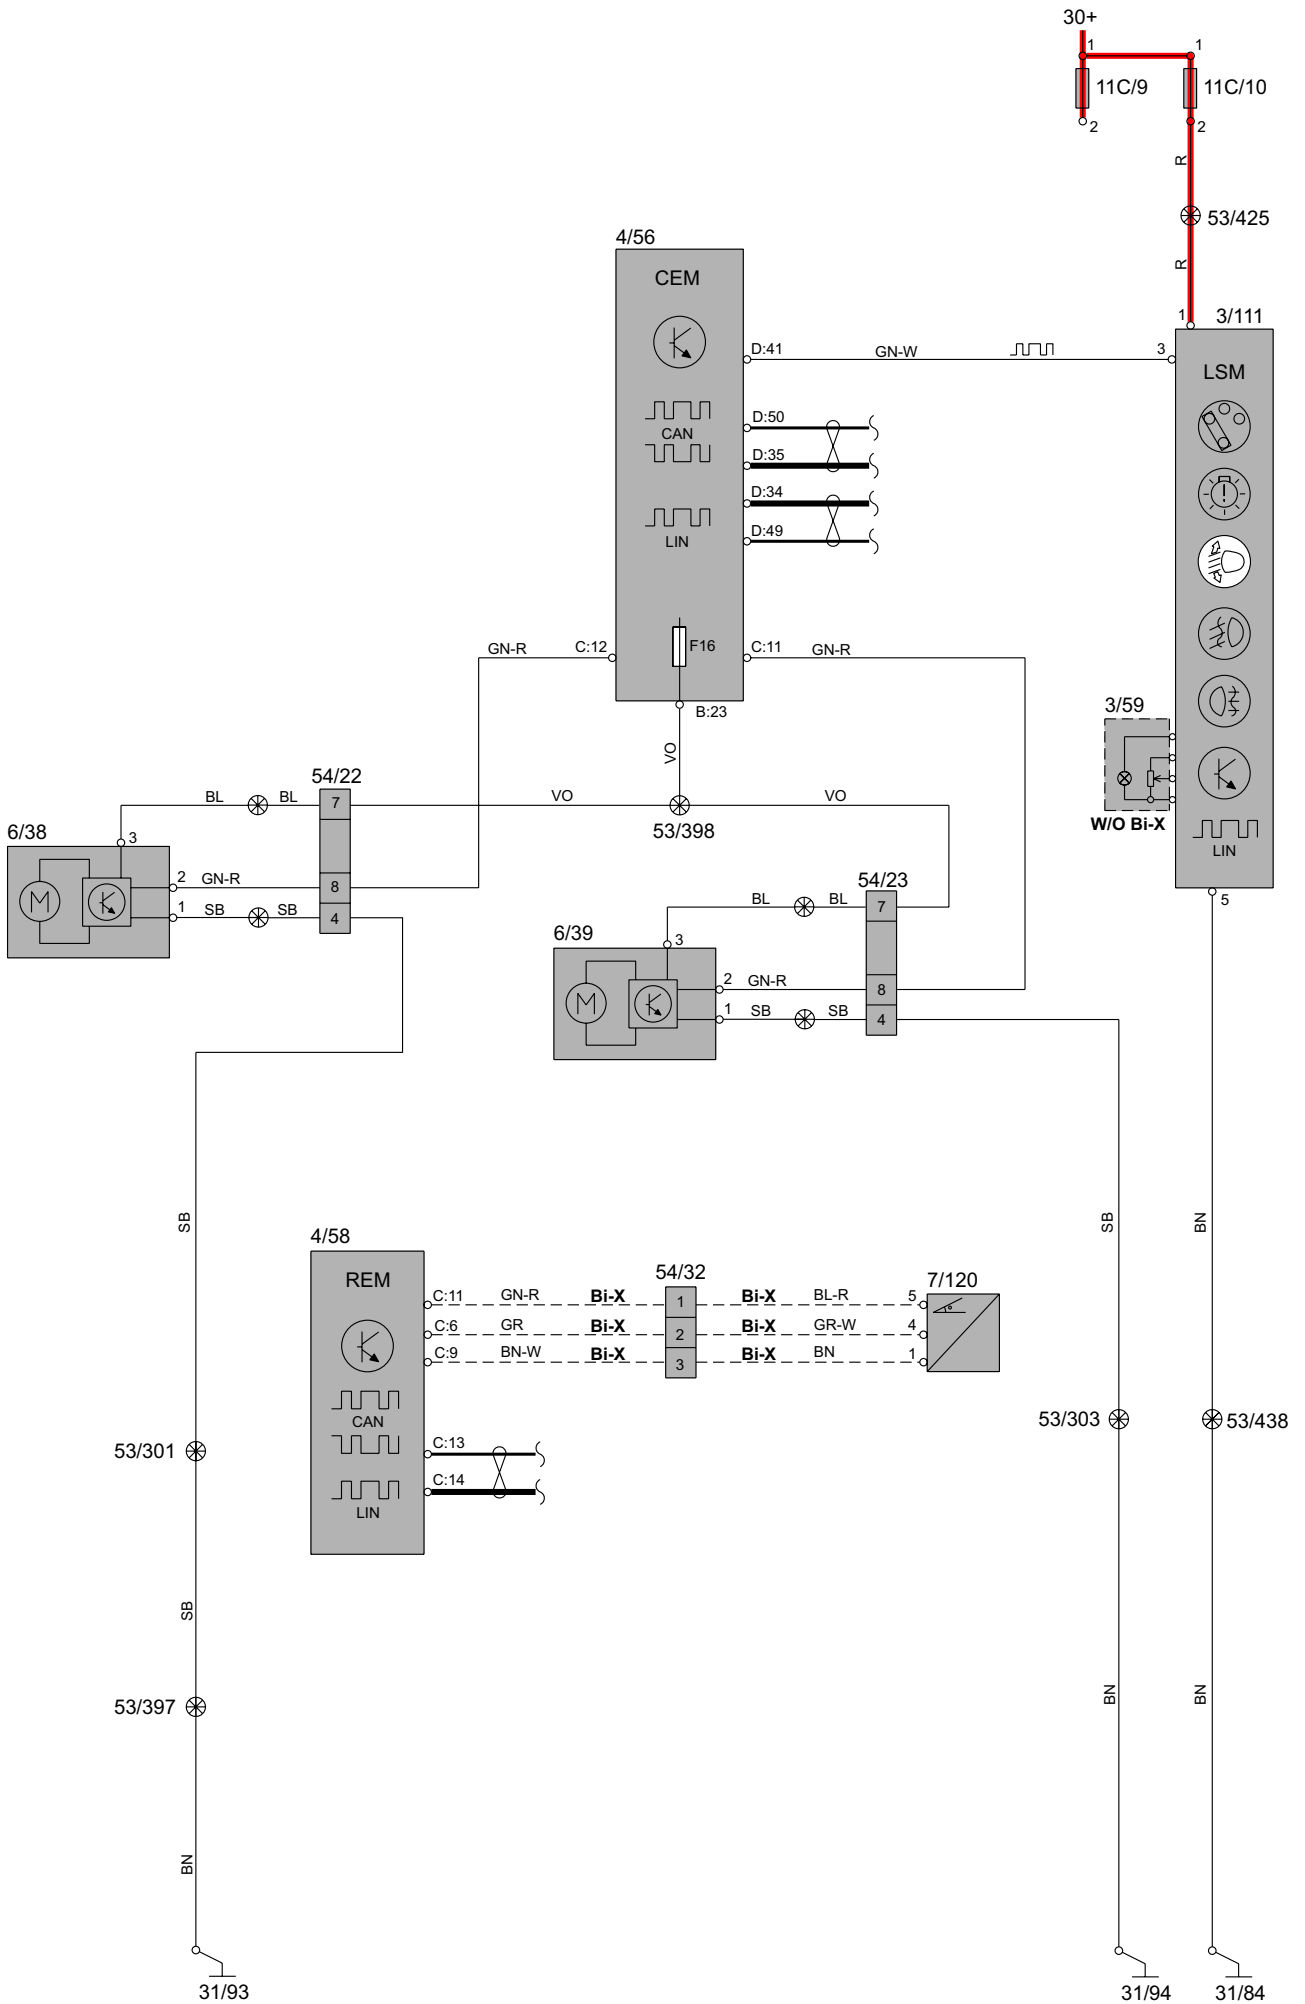 30+
1 1
11C/9 11C/10
2 2
R
53/425
4/56
R
CEM
1 3/111
D:41 GN-W 3
LSM
D:50
CAN
D:35
D:34
LIN D:49
GN-R C:12 F16 C:11 GN-R
B:23
3/59
VO
54/22
BL BL 7 VO VO
6/38 3
53/398
W/O Bi-X
LIN
M 2 GN-R 8
1 SB SB 4
54/23
BL BL 7
5
6/39 3
M 2 GN-R 8
1 SB SB 4
SB SB BN
4/58
REM
54/32
7/120
C:11 GN-R Bi-X 1 Bi-X BL-R 5
C:6 GR Bi-X 2 Bi-X GR-W 4
C:9 BN-W Bi-X 3 Bi-X BN 1
CAN
53/303 53/438
C:13
53/301
C:14
LIN
SB
BN BN
53/397
BN
31/93 31/94 31/84